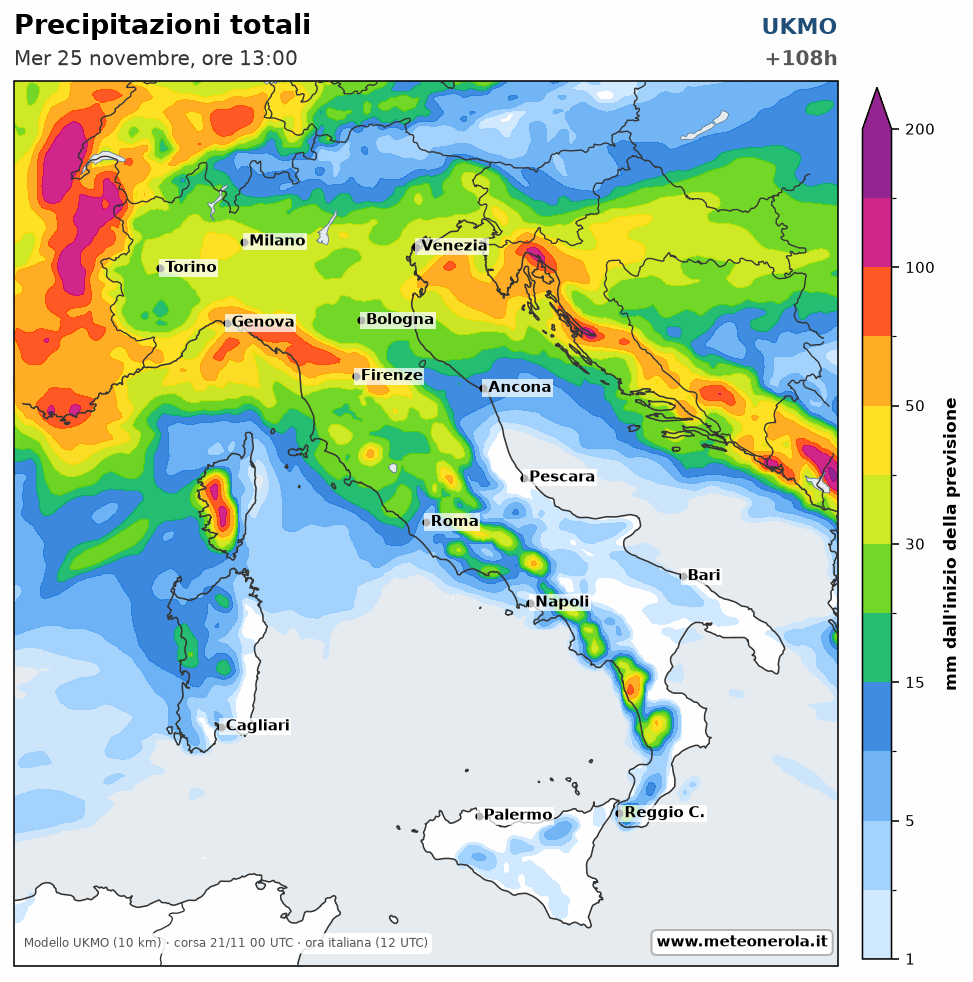 Precipitazioni totali
UKMO
Mer 25 novembre, ore 13:00
+108h
200
100
50
30
15
5
1
mm dall'inizio della previsione
Milano
Venezia
Torino
Genova
Bologna
Firenze
Ancona
Pescara
Roma
Bari
Napoli
Cagliari
Palermo
Reggio C.
Modello UKMO (10 km) · corsa 21/11 00 UTC · ora italiana (12 UTC)
www.meteonerola.it